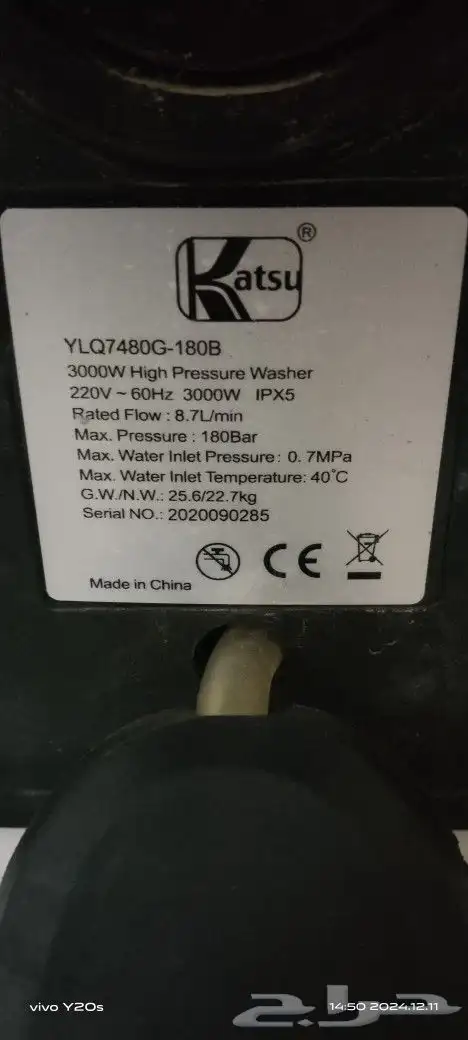 Katsu ®
YLQ7480G-180B
3000W High Pressure Washer
220V ~ 60Hz 3000W IPX5
Rated Flow : 8.7L/min
Max. Pressure : 180Bar
Max. Water Inlet Pressure: 0. 7MPa
Max. Water Inlet Temperature: 40°C
G.W./N.W.: 25.6/22.7kg
Serial NO.: 2020090285
CE
Made in China
vivo Y20s
14:50 2024.12.11
حراج